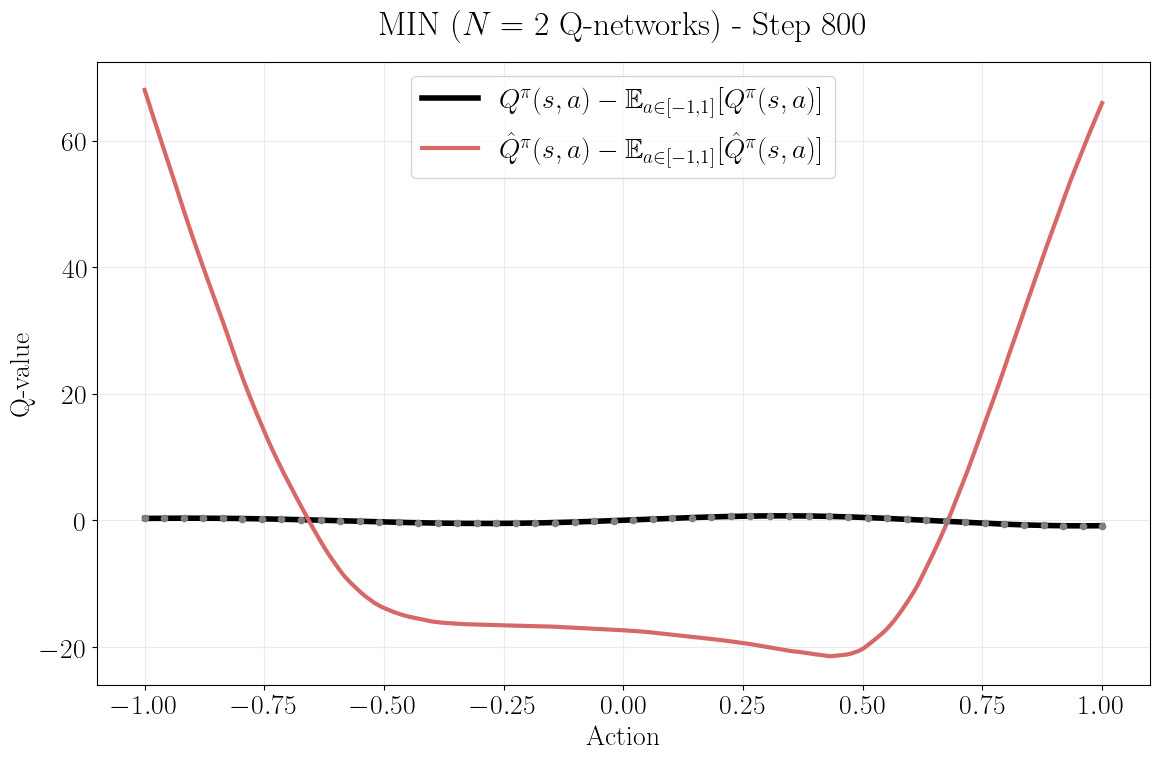 MIN (N = 2 Q-networks) - Step 800
Q^π(s, a) − 𝔼_{a∈[−1,1]}[Q^π(s, a)]
Q̂^π(s, a) − 𝔼_{a∈[−1,1]}[Q̂^π(s, a)]
60
40
20
0
−20
Q-value
−1.00 −0.75 −0.50 −0.25 0.00 0.25 0.50 0.75 1.00
Action